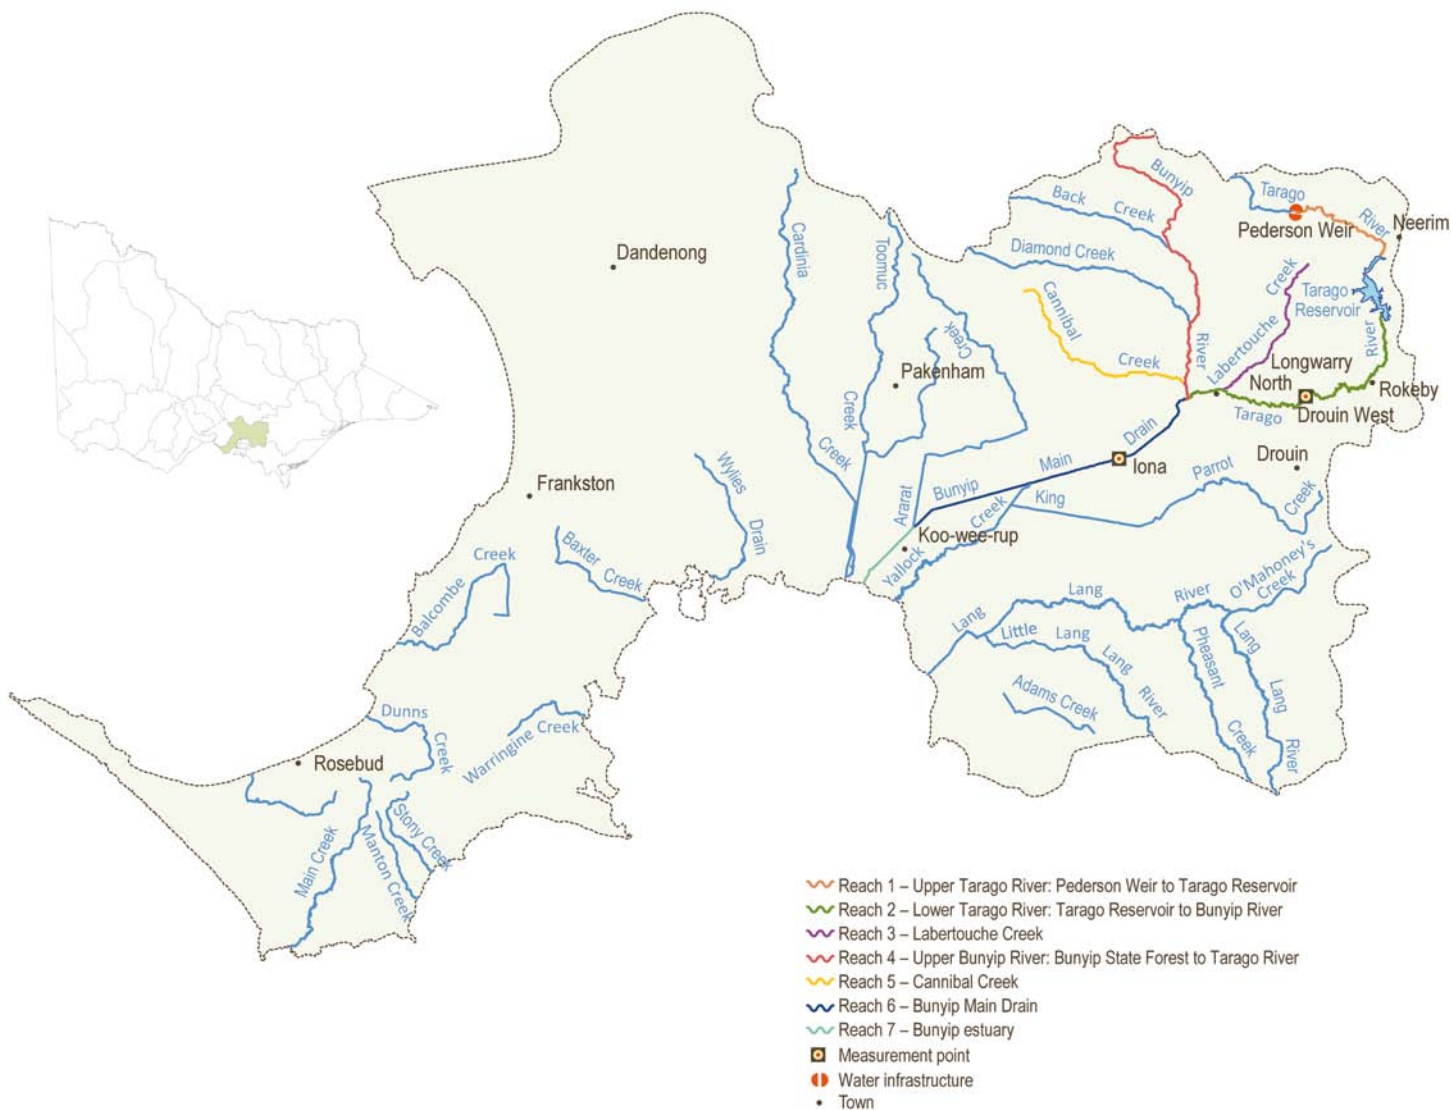 Bunyip
Back
Creek
Tarago
River
Neerim
Pederson Weir
Dandenong
Cardinia
Toomuc
Diamond Creek
Creek
Tarago
Reservoir
Cannibal
Creek
River
Labertouche
River
Creek
Longwarry
North
Pakenham
Rokeby
Creek
Creek
Tarago
Drouin West
Drain
Drouin
Wylies
Main
Iona
Parrot
Frankston
Ararat
Bunyip
Creek
King
Creek
Koo-wee-rup
Drain
Baxter
Creek
Creek
Yallock
O'Mahoney's
Creek
Balcombe
Lang
Lang
River
Little
Lang
Lang
Lang
Pheasant
Adams Creek
River
Lang
Dunns
Creek
Warringine Creek
Creek
River
Rosebud
Main Creek
Manton Creek
Stony Creek
Reach 1 – Upper Tarago River: Pederson Weir to Tarago Reservoir
Reach 2 – Lower Tarago River: Tarago Reservoir to Bunyip River
Reach 3 – Labertouche Creek
Reach 4 – Upper Bunyip River: Bunyip State Forest to Tarago River
Reach 5 – Cannibal Creek
Reach 6 – Bunyip Main Drain
Reach 7 – Bunyip estuary
Measurement point
Water infrastructure
Town